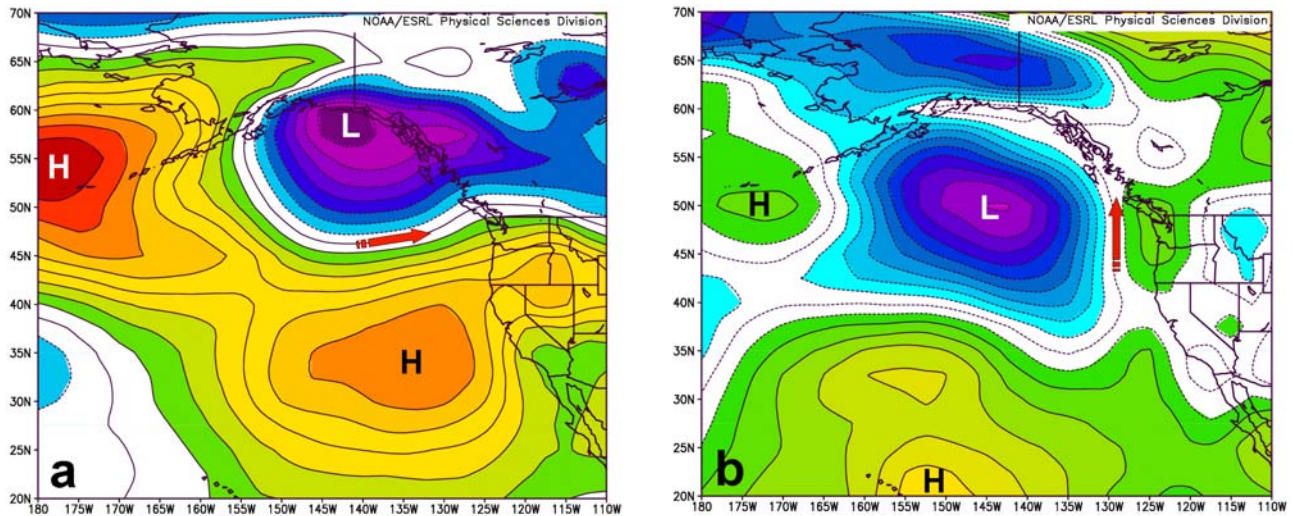 NOAA/ESRL Physical Sciences Division
70N
65N
60N
55N
50N
45N
40N
35N
30N
25N
20N
180 175W 170W 165W 160W 155W 150W 145W 140W 135W 130W 125W 120W 115W 110W
H
L
H
a
NOAA/ESRL Physical Sciences Division
70N
65N
60N
55N
50N
45N
40N
35N
30N
25N
20N
180 175W 170W 165W 160W 155W 150W 145W 140W 135W 130W 125W 120W 115W 110W
H
L
H
b